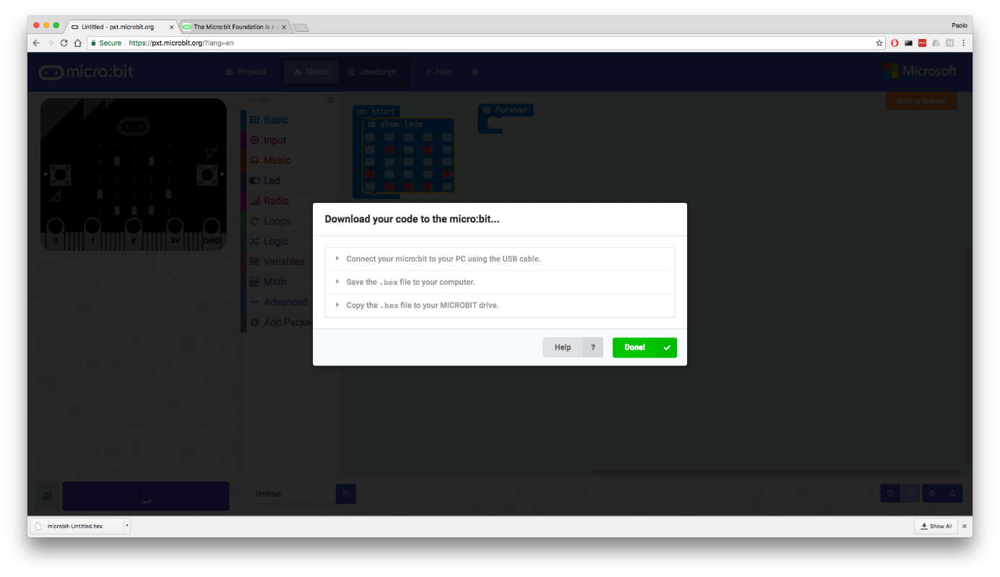 Untitled - pxt.microbit.org
The Micro:bit Foundation is a g
Paolo
Secure https://pxt.microbit.org/?lang=en
micro:bit
Projects
Blocks
JavaScript
? Help
Microsoft
Search...
Getting Started
Basic
Input
Music
Led
Radio
Loops
Logic
Variables
Math
Advanced
Add Packa
on start
show leds
forever
B
A
0 1 2 3V GND
Download your code to the micro:bit...
Connect your micro:bit to your PC using the USB cable.
Save the .hex file to your computer.
Copy the .hex file to your MICROBIT drive.
Help ?
Done!
Untitled
microbit-Untitled.hex
Show All